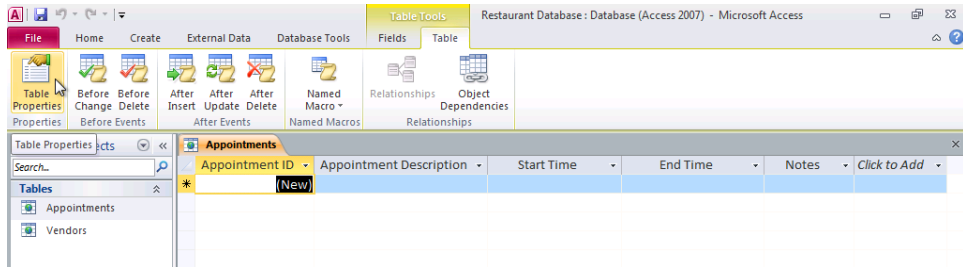 Table Tools Restaurant Database : Database (Access 2007) - Microsoft Access
File Home Create External Data Database Tools Fields Table
Table Properties
Before Change
Before Delete
After Insert
After Update
After Delete
Named Macro
Relationships
Object Dependencies
Properties Before Events After Events Named Macros Relationships
Table Properties
Appointments
Search...
Appointment ID Appointment Description Start Time End Time Notes Click to Add
Tables
(New)
Appointments
Vendors